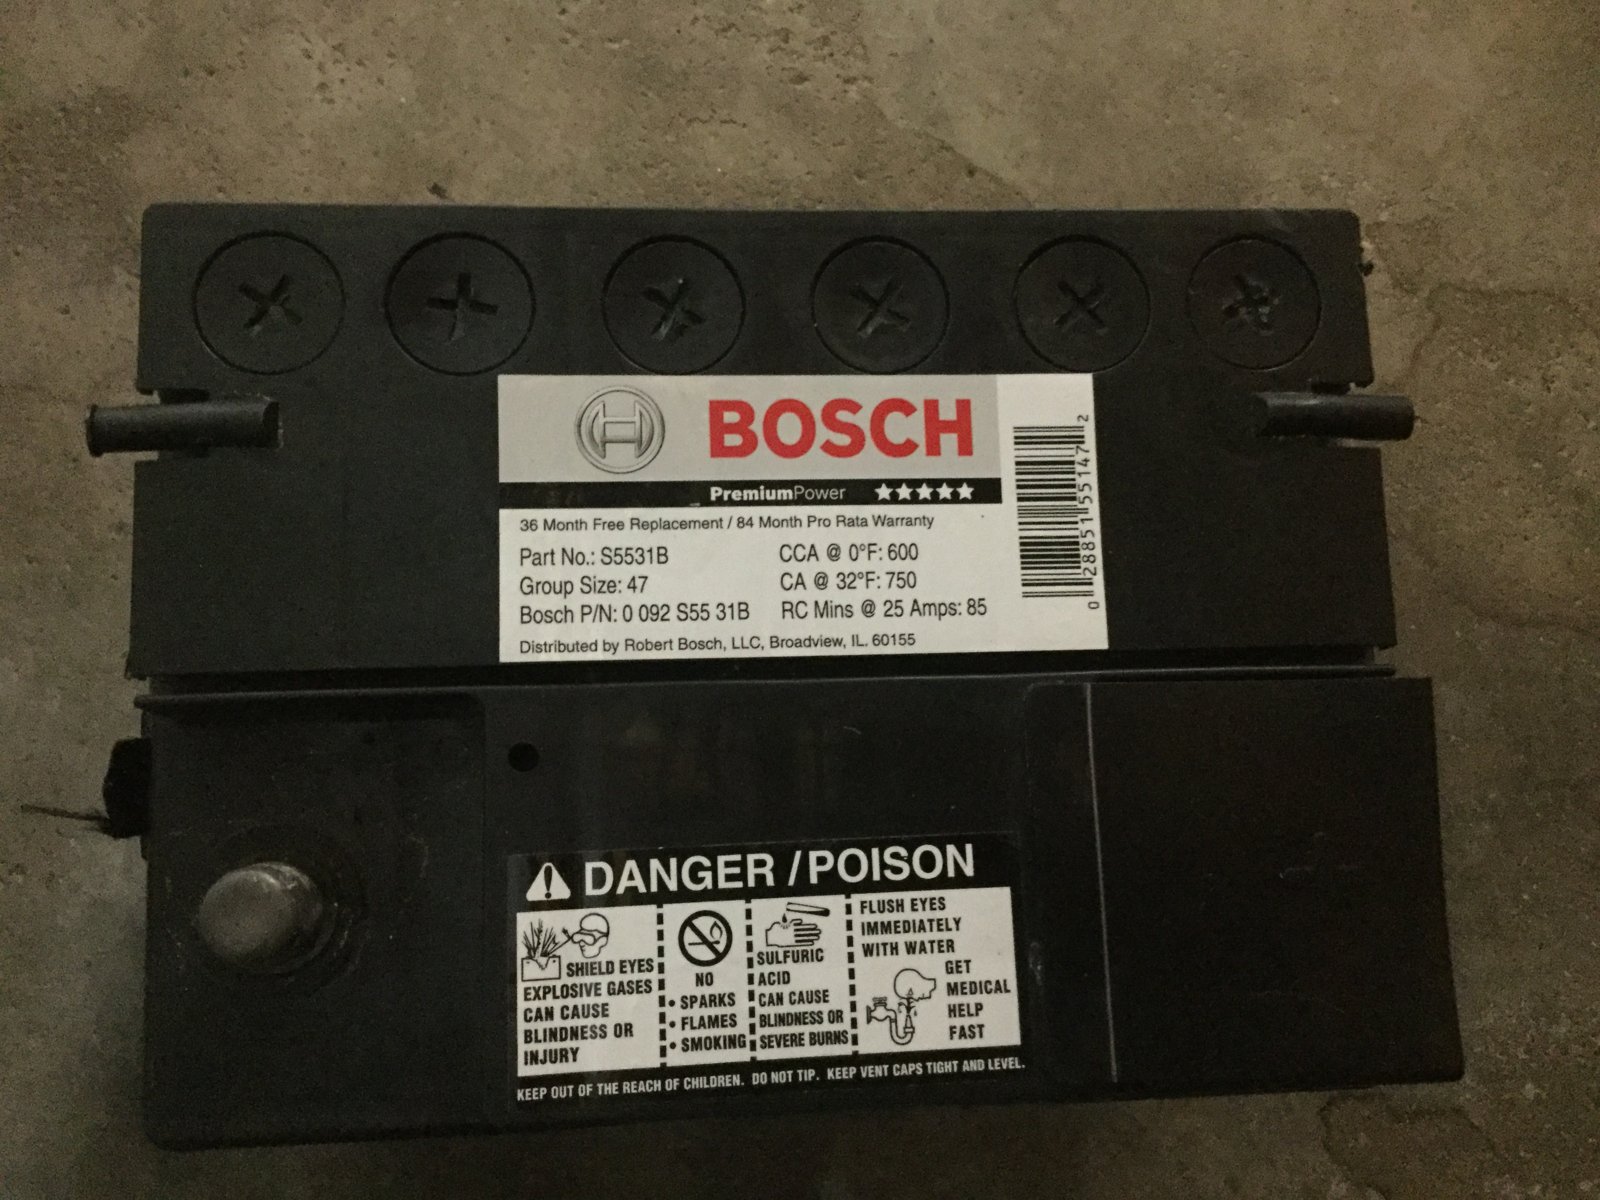 BOSCH
PremiumPower
36 Month Free Replacement / 84 Month Pro Rata Warranty
Part No.: S5531B
CCA @ 0°F: 600
Group Size: 47
CA @ 32°F: 750
Bosch P/N: 0 092 S55 31B
RC Mins @ 25 Amps: 85
Distributed by Robert Bosch, LLC, Broadview, IL. 60155
0 28851 55147 2
DANGER / POISON
SHIELD EYES
EXPLOSIVE GASES
CAN CAUSE
BLINDNESS OR
INJURY
NO
• SPARKS
• FLAMES
• SMOKING
SULFURIC
ACID
CAN CAUSE
BLINDNESS OR
SEVERE BURNS
FLUSH EYES
IMMEDIATELY
WITH WATER
GET
MEDICAL
HELP
FAST
KEEP OUT OF THE REACH OF CHILDREN. DO NOT TIP. KEEP VENT CAPS TIGHT AND LEVEL.